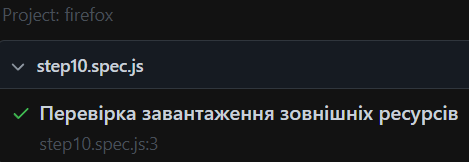 Project: firefox
step10.spec.js
Перевірка завантаження зовнішніх ресурсів
step10.spec.js:3